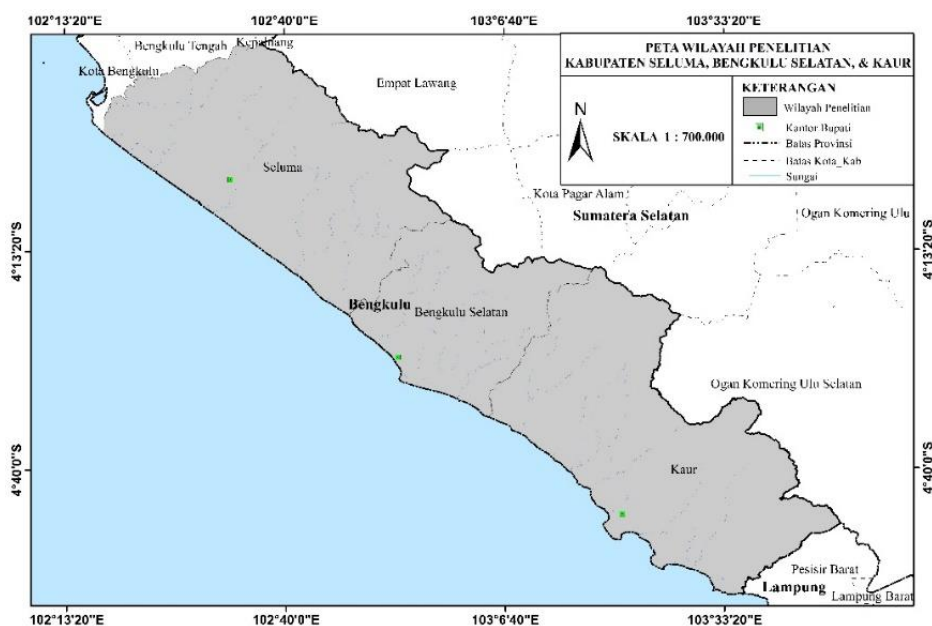 102°13'20"E
102°40'0"E
103°6'40"E
103°33'20"E
PETA WILAYAH PENELITIAN
KABUPATEN SELUMA, BENGKULU SELATAN, & KAUR
N
SKALA 1 : 700.000
KETERANGAN
Wilayah Penelitian
Kantor Bupati
Batas Provinsi
Batas Kota_Kab
Sungai
Bengkulu Tengah
Kepahiang
Kota Bengkulu
Empat Lawang
Seluma
Kota Pagar Alam
Sumatera Selatan
Ogan Komering Ulu
4°13'20"S
4°13'20"S
Bengkulu
Bengkulu Selatan
Ogan Komering Ulu Selatan
Kaur
4°40'0"S
4°40'0"S
Pesisir Barat
Lampung
Lampung Barat
102°13'20"E
102°40'0"E
103°6'40"E
103°33'20"E